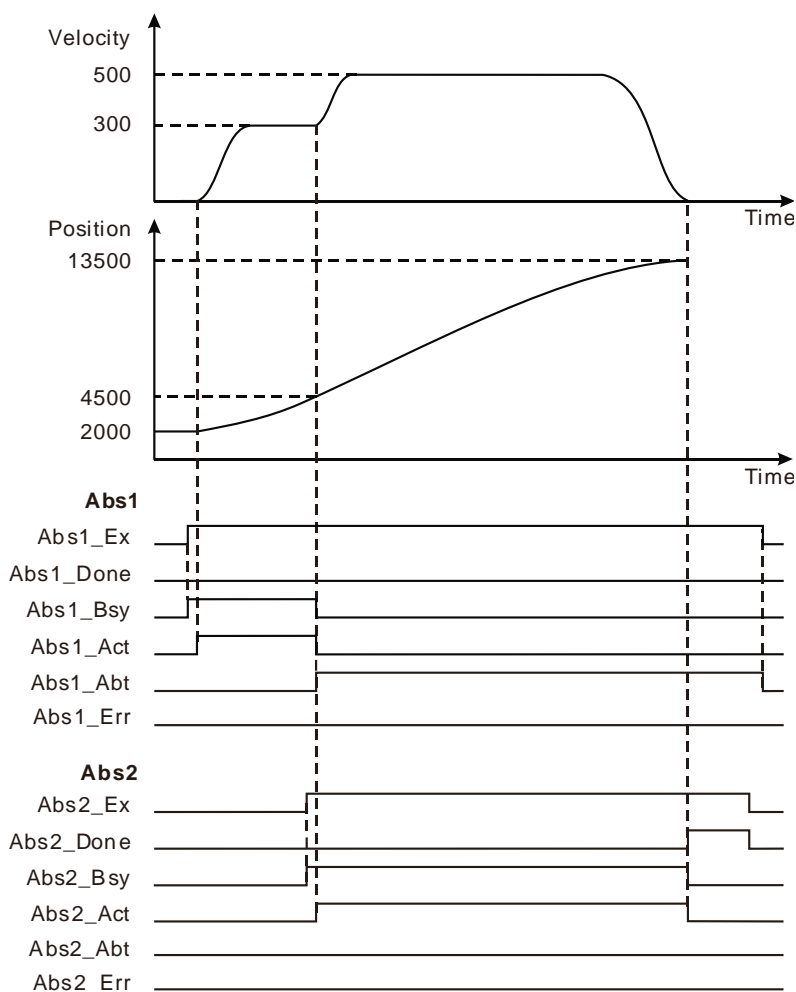 Velocity
500
300
Time
Position
13500
4500
2000
Time
Abs1
Abs1_Ex
Abs1_Done
Abs1_Bsy
Abs1_Act
Abs1_Abt
Abs1_Err
Abs2
Abs2_Ex
Abs2_Done
Abs2_Bsy
Abs2_Act
Abs2_Abt
Abs2_Err